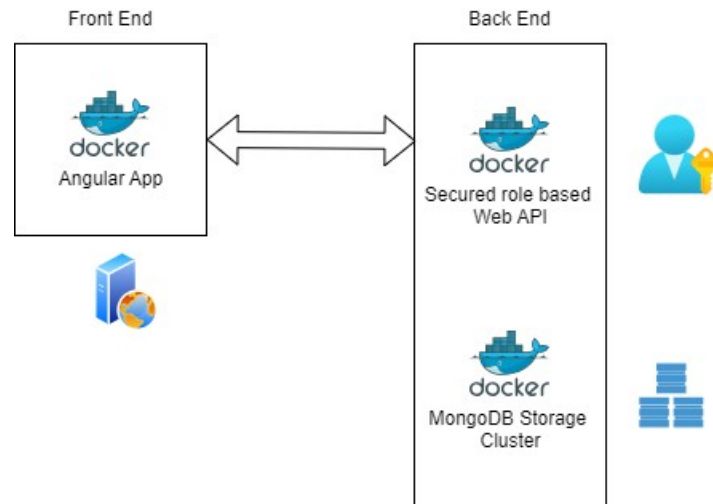 Front End
Back End
docker
Angular App
docker
Secured role based
Web API
docker
MongoDB Storage
Cluster